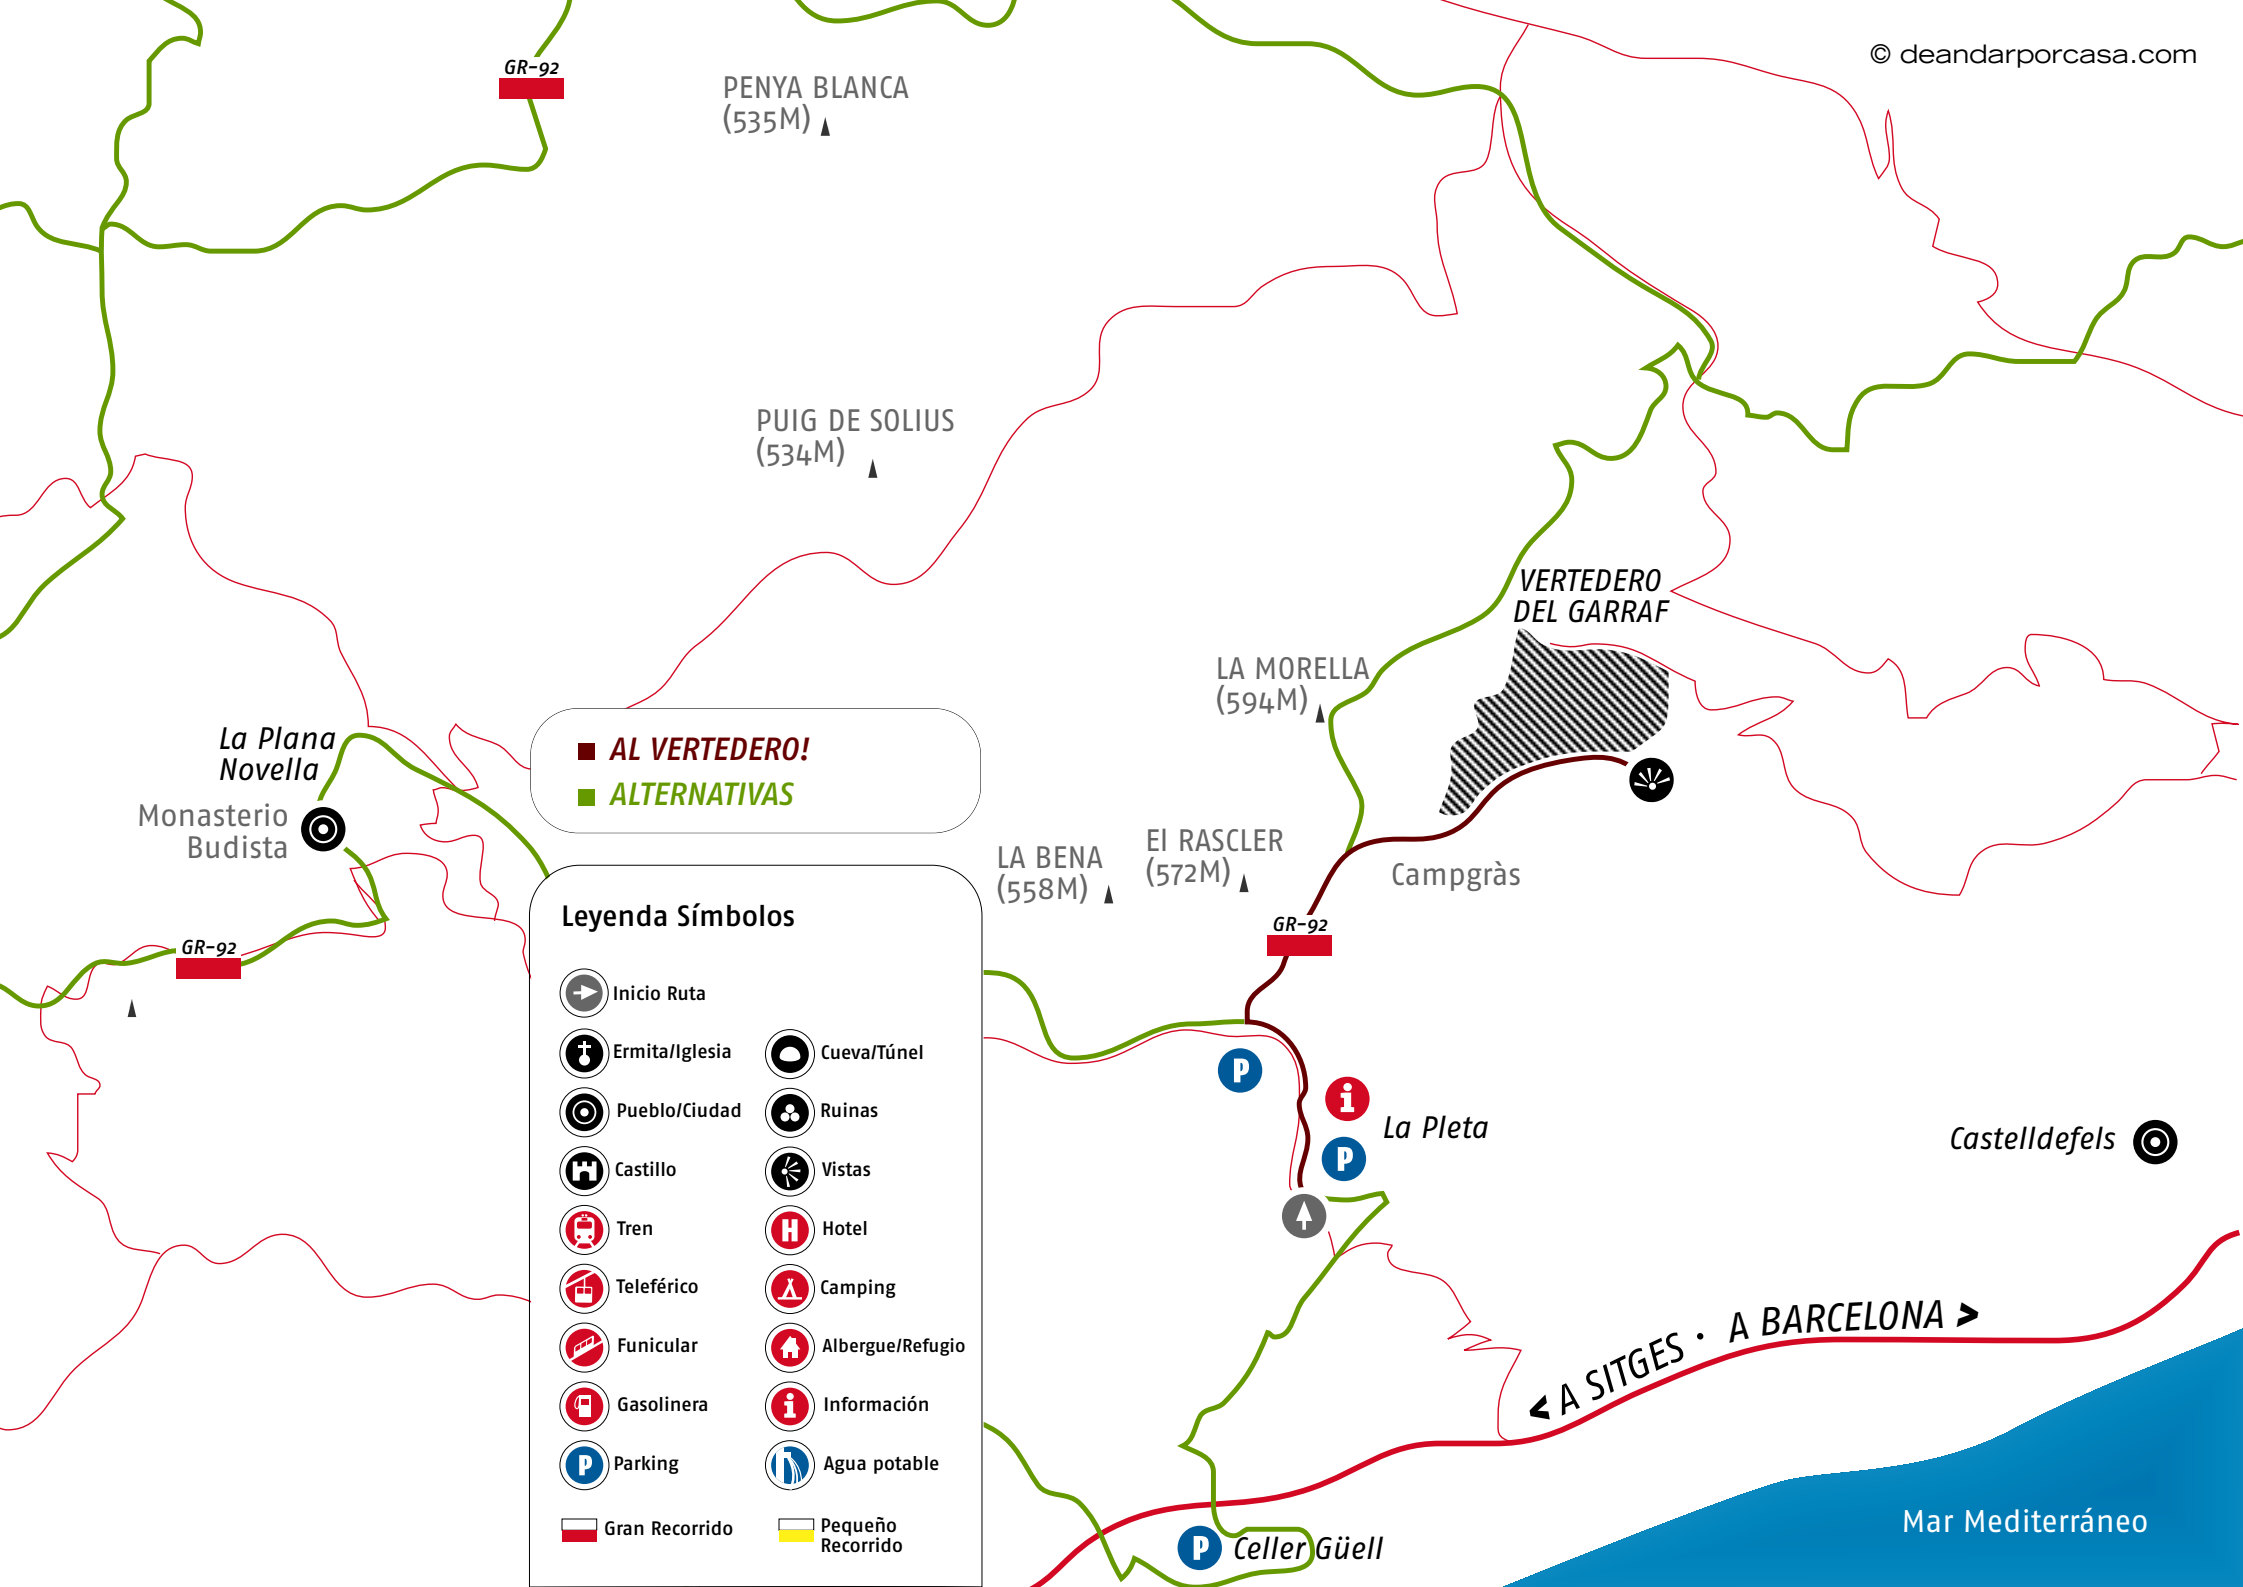 © deandarporcasa.com
GR-92
PENYA BLANCA
(535M)
PUIG DE SOLIUS
(534M)
VERTEDERO
DEL GARRAF
LA MORELLA
(594M)
La Plana
Novella
Monasterio
Budista
AL VERTEDERO!
ALTERNATIVAS
LA BENA
(558M)
El RASCLER
(572M)
Campgràs
GR-92
GR-92
Leyenda Símbolos
Inicio Ruta
Ermita/Iglesia
Cueva/Túnel
Pueblo/Ciudad
Ruinas
Castillo
Vistas
Tren
H
Hotel
Teleférico
Camping
Funicular
Albergue/Refugio
Gasolinera
i
Información
P
Parking
Agua potable
Gran Recorrido
Pequeño
Recorrido
P
i
La Pleta
P
Castelldefels
< A SITGES · A BARCELONA >
P
Celler Güell
Mar Mediterráneo